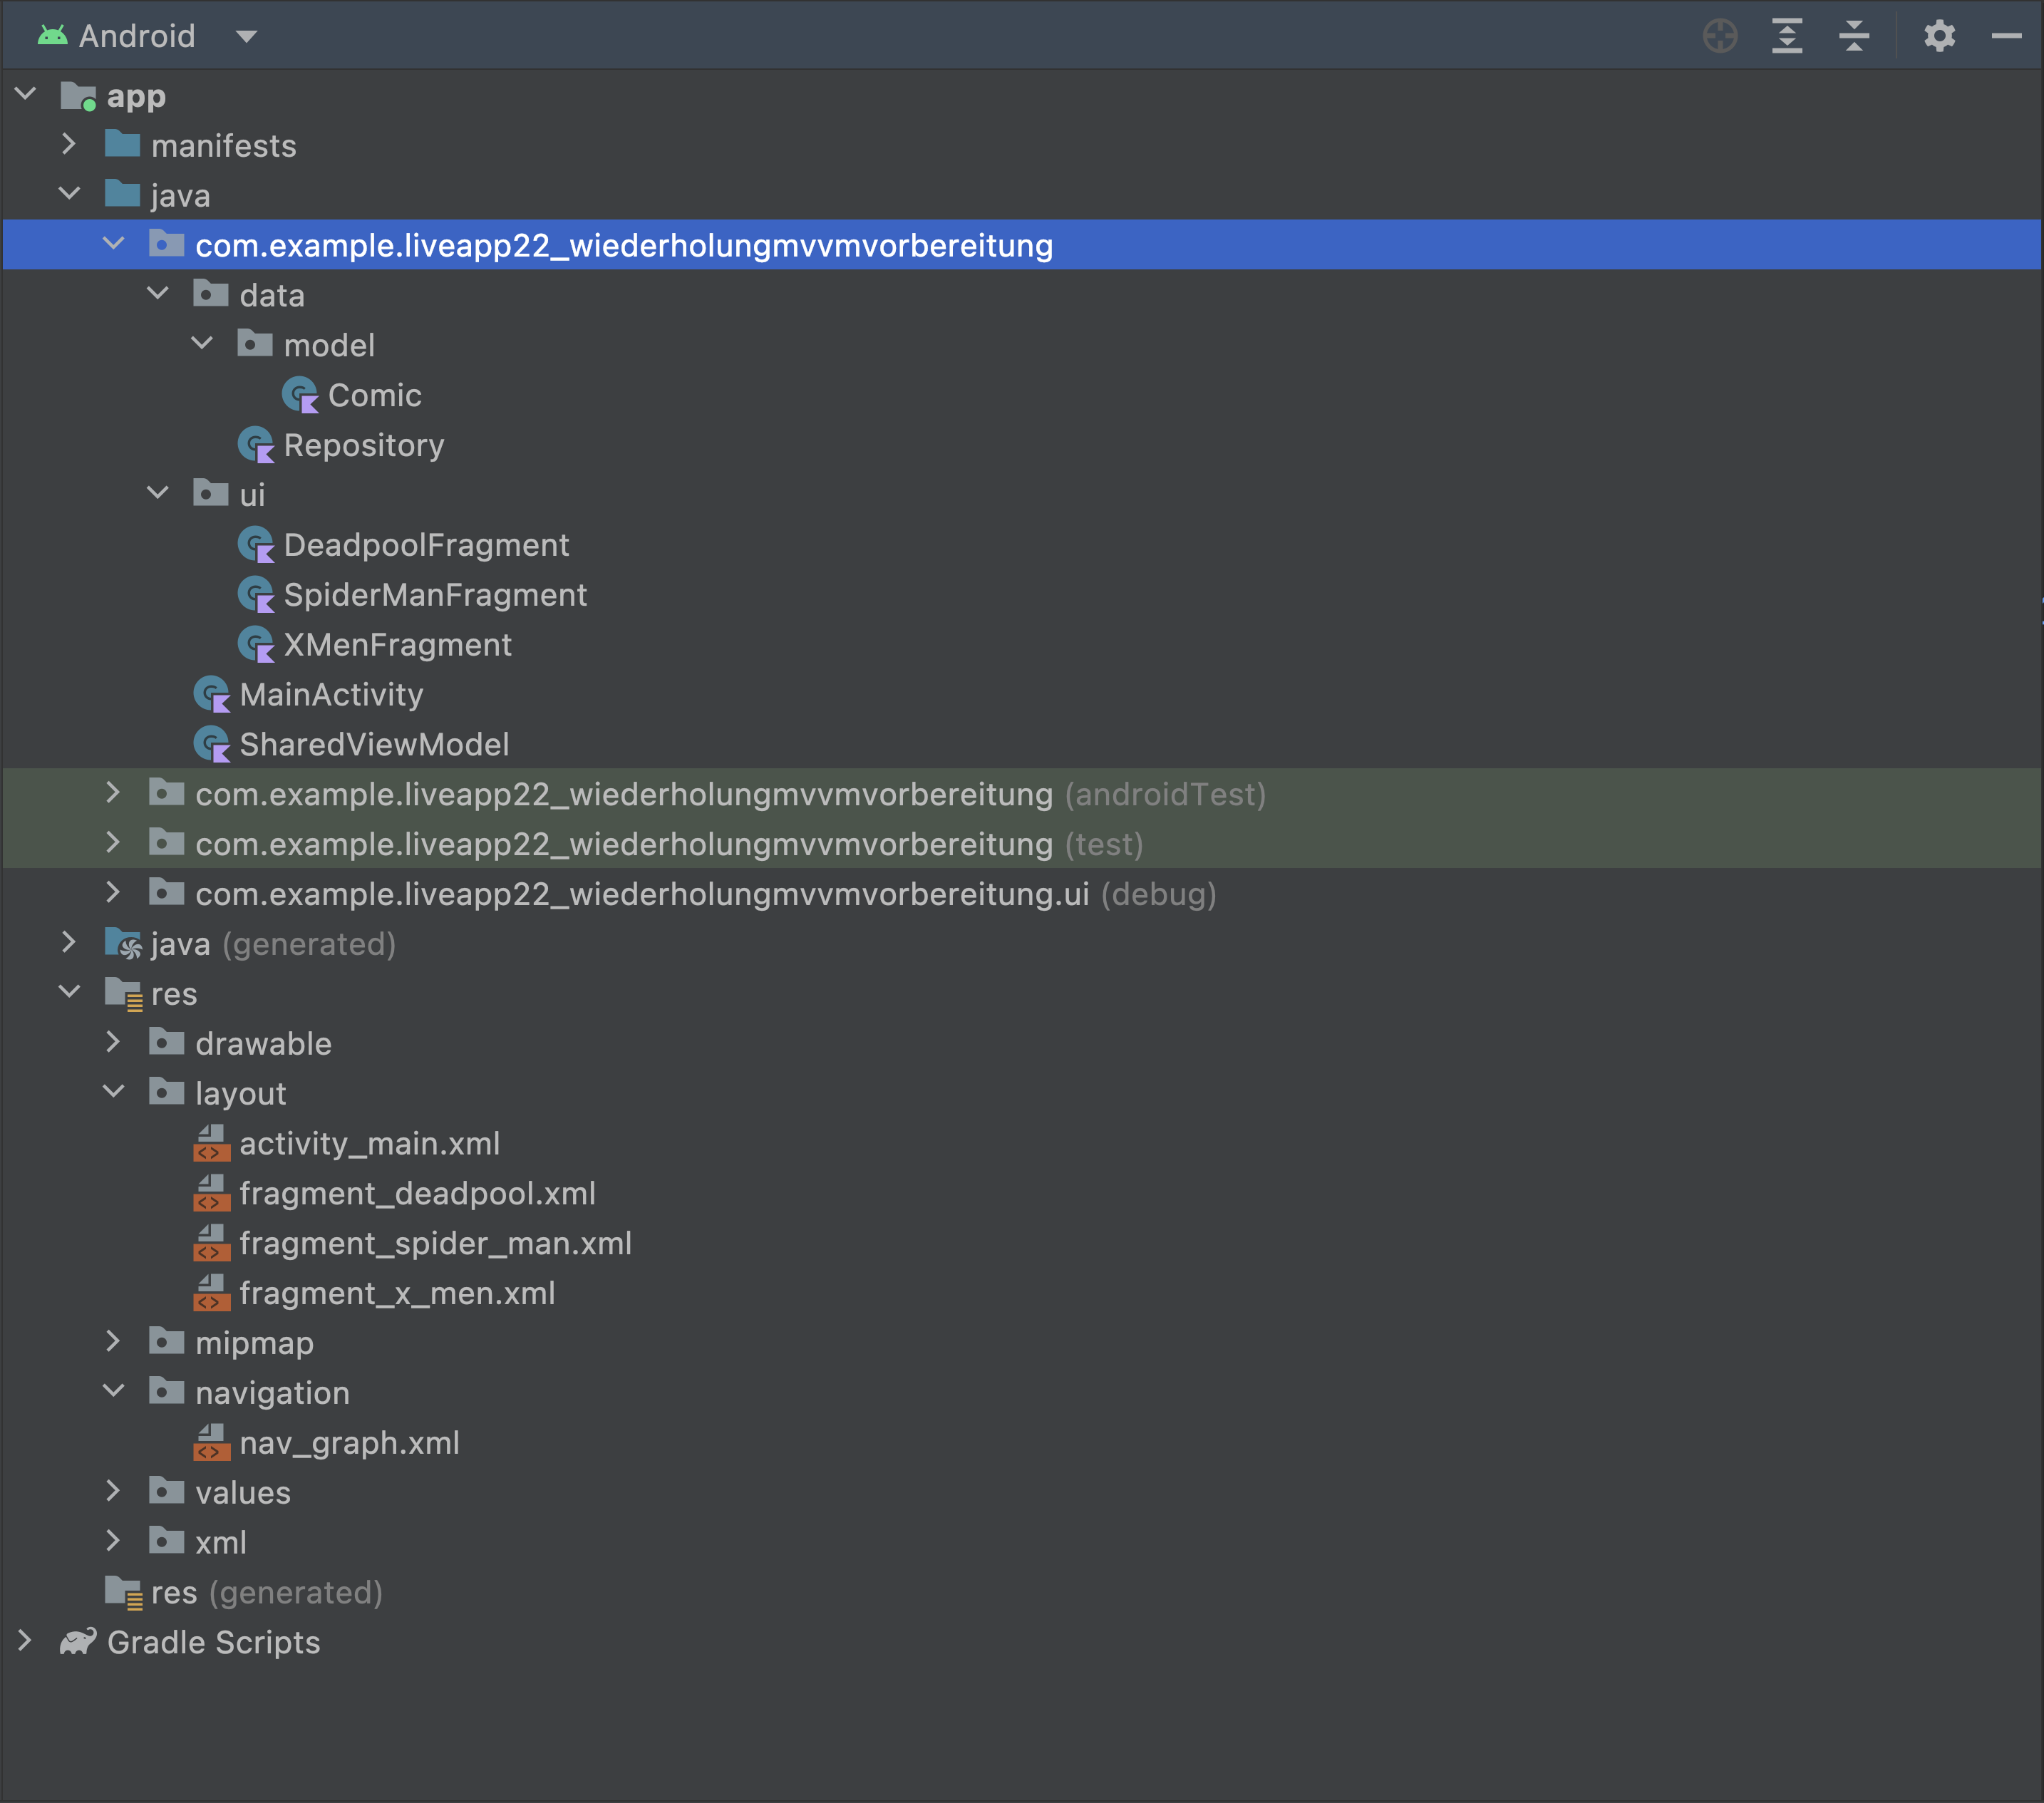 Android
app
manifests
java
com.example.liveapp22_wiederholungmvvmvorbereitung
data
model
Comic
Repository
ui
DeadpoolFragment
SpiderManFragment
XMenFragment
MainActivity
SharedViewModel
com.example.liveapp22_wiederholungmvvmvorbereitung (androidTest)
com.example.liveapp22_wiederholungmvvmvorbereitung (test)
com.example.liveapp22_wiederholungmvvmvorbereitung.ui (debug)
java (generated)
res
drawable
layout
activity_main.xml
fragment_deadpool.xml
fragment_spider_man.xml
fragment_x_men.xml
mipmap
navigation
nav_graph.xml
values
xml
res (generated)
Gradle Scripts